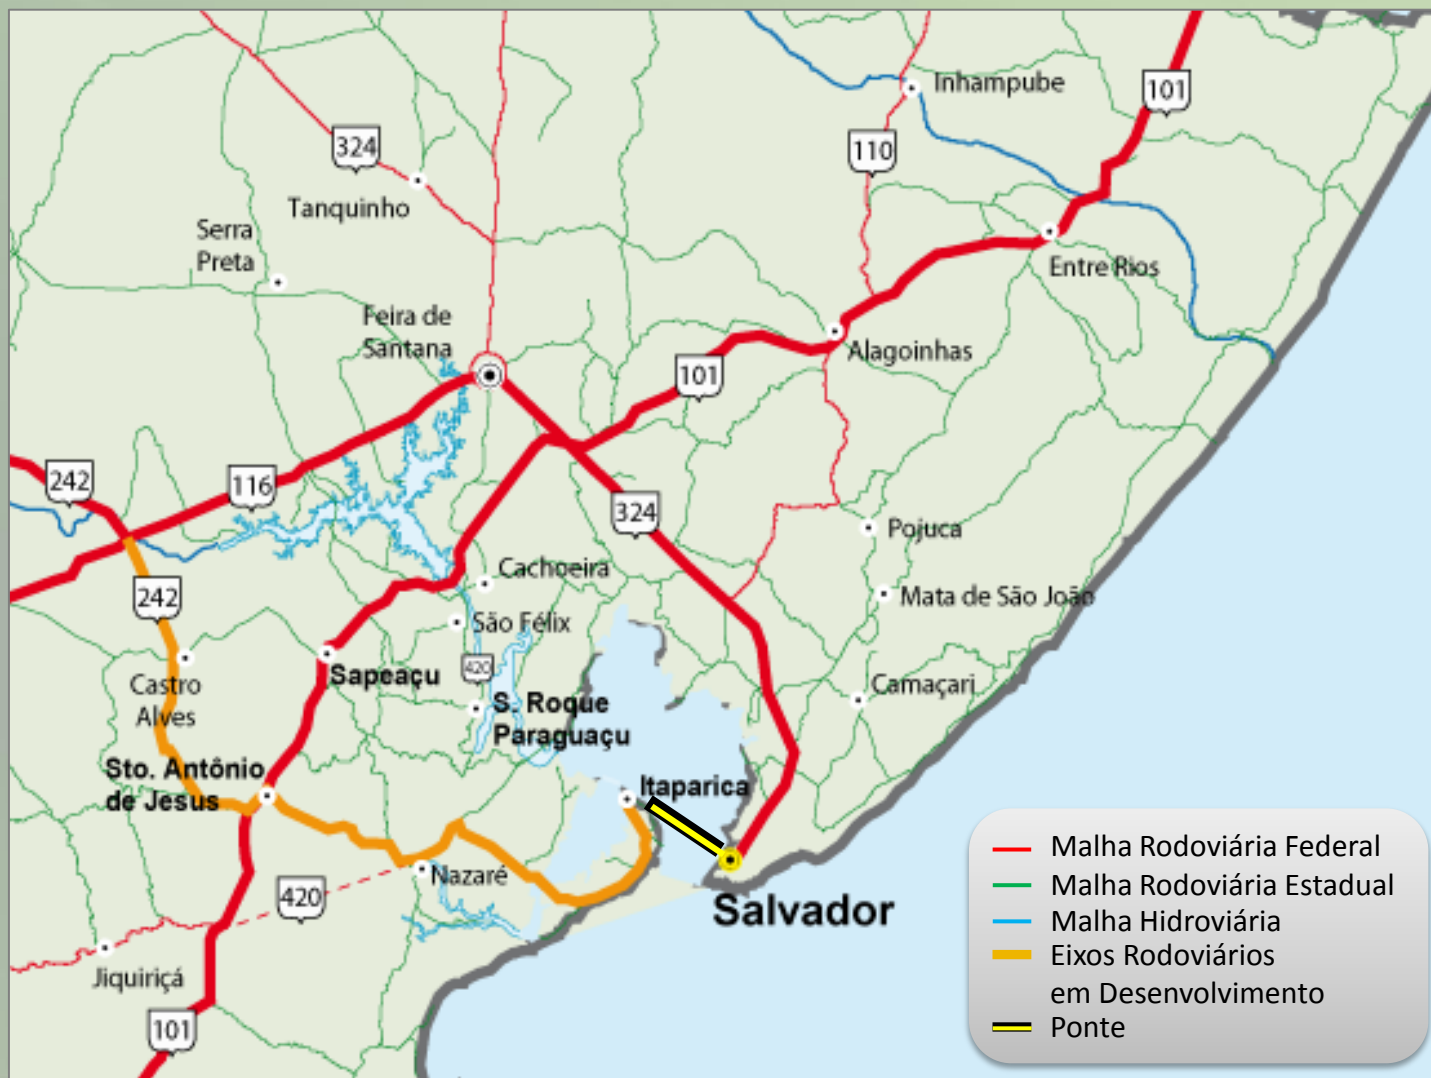 101
Inhampube
110
324
Tanquinho
Serra
Preta
Entre Rios
Feira de
Santana
Alagoinhas
101
242
116
324
Pojuca
Cachoeira
242
Mata de São João
São Félix
420
Sapeaçu
Castro
Alves
Camaçari
S. Roque
Paraguaçu
Sto. Antônio
de Jesus
Itaparica
Nazaré
420
Salvador
Jiquiriçá
101
Malha Rodoviária Federal
Malha Rodoviária Estadual
Malha Hidroviária
Eixos Rodoviários
em Desenvolvimento
Ponte